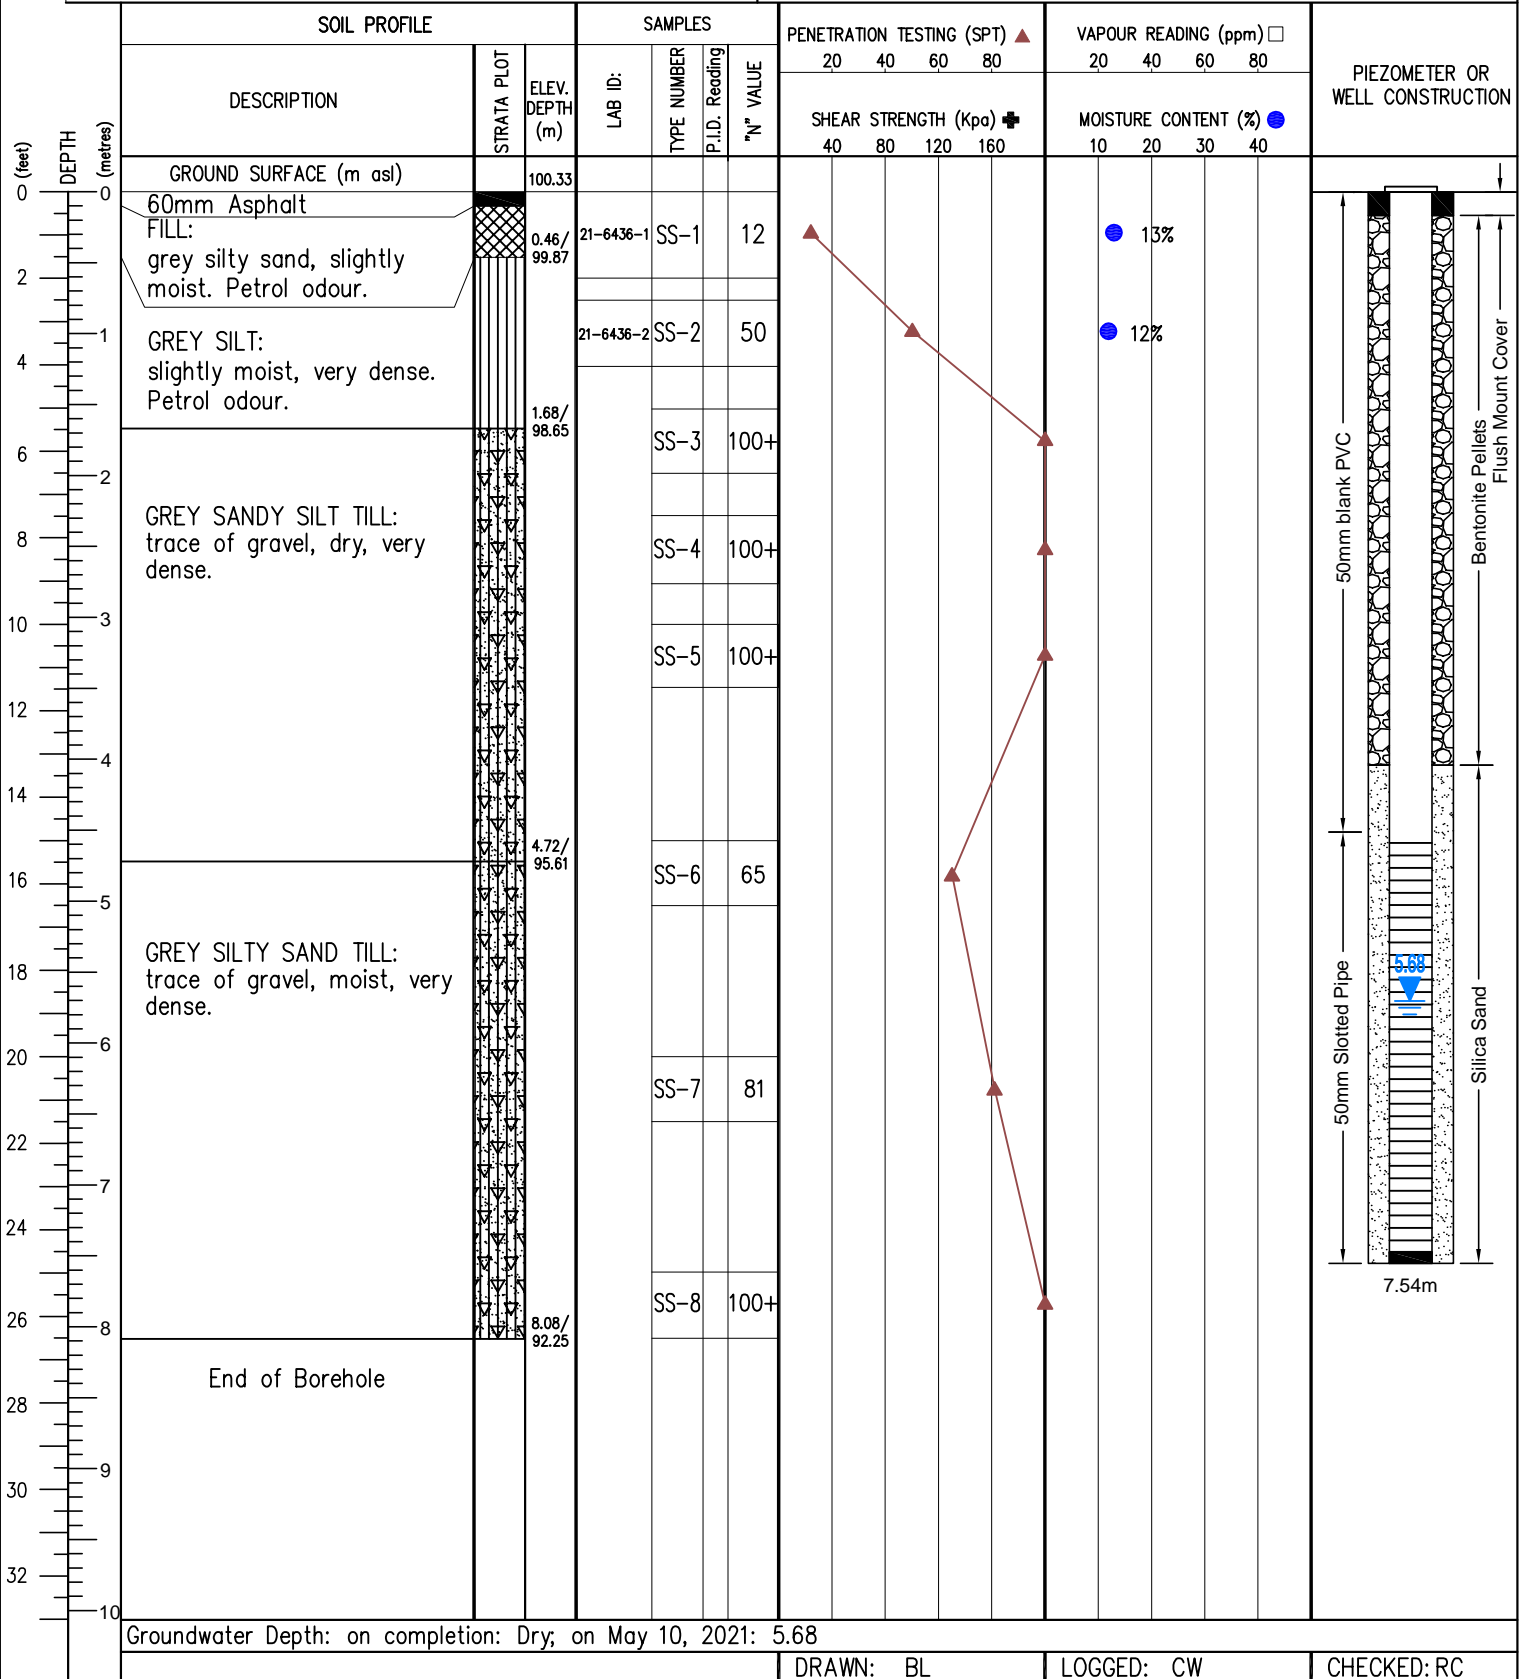 SOIL PROFILE
SAMPLES
PENETRATION TESTING (SPT)
20 40 60 80
SHEAR STRENGTH (Kpa)
40 80 120 160
VAPOUR READING (ppm)
20 40 60 80
MOISTURE CONTENT (%)
10 20 30 40
PIEZOMETER OR
WELL CONSTRUCTION
(feet)
DEPTH
(metres)
DESCRIPTION
STRATA PLOT
ELEV.
DEPTH
(m)
LAB ID:
TYPE NUMBER
P.I.D. Reading
"N" VALUE
GROUND SURFACE (m asl)
100.33
0
2
4
6
8
10
12
14
16
18
20
22
24
26
28
30
32
0
1
2
3
4
5
6
7
8
9
10
60mm Asphalt
FILL:
grey silty sand, slightly
moist. Petrol odour.
0.46/
99.87
GREY SILT:
slightly moist, very dense.
Petrol odour.
1.68/
98.65
GREY SANDY SILT TILL:
trace of gravel, dry, very
dense.
4.72/
95.61
GREY SILTY SAND TILL:
trace of gravel, moist, very
dense.
8.08/
92.25
End of Borehole
21-6436-1 SS-1 12
21-6436-2 SS-2 50
SS-3 100+
SS-4 100+
SS-5 100+
SS-6 65
SS-7 81
SS-8 100+
13%
12%
50mm blank PVC
50mm Slotted Pipe
Bentonite Pellets
Flush Mount Cover
Silica Sand
5.68
7.54m
Groundwater Depth: on completion: Dry; on May 10, 2021: 5.68
DRAWN: BL
LOGGED: CW
CHECKED: RC